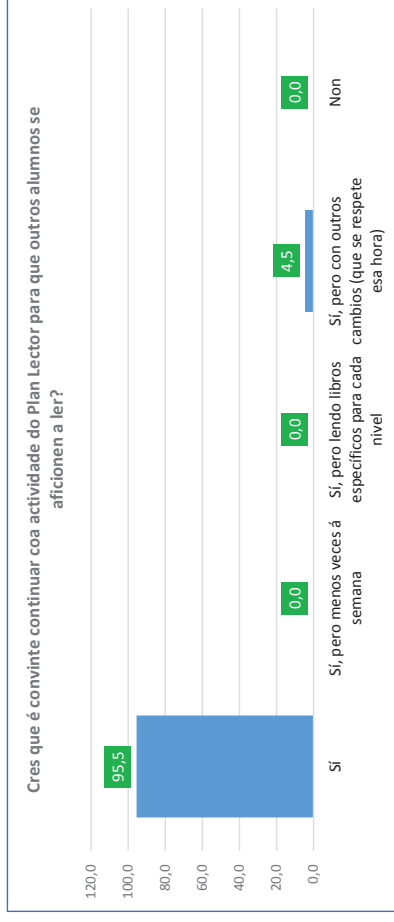 Cres que é convinte continuar coa actividade do Plan Lector para que outros alumnos se
aficionen a ler?
120,0
100,0
80,0
60,0
40,0
20,0
0,0
95,5
0,0
0,0
4,5
0,0
Sí
Sí, pero menos veces á
semana
Sí, pero lendo libros
específicos para cada
nivel
Sí, pero con outros
cambios (que se respete
esa hora)
Non